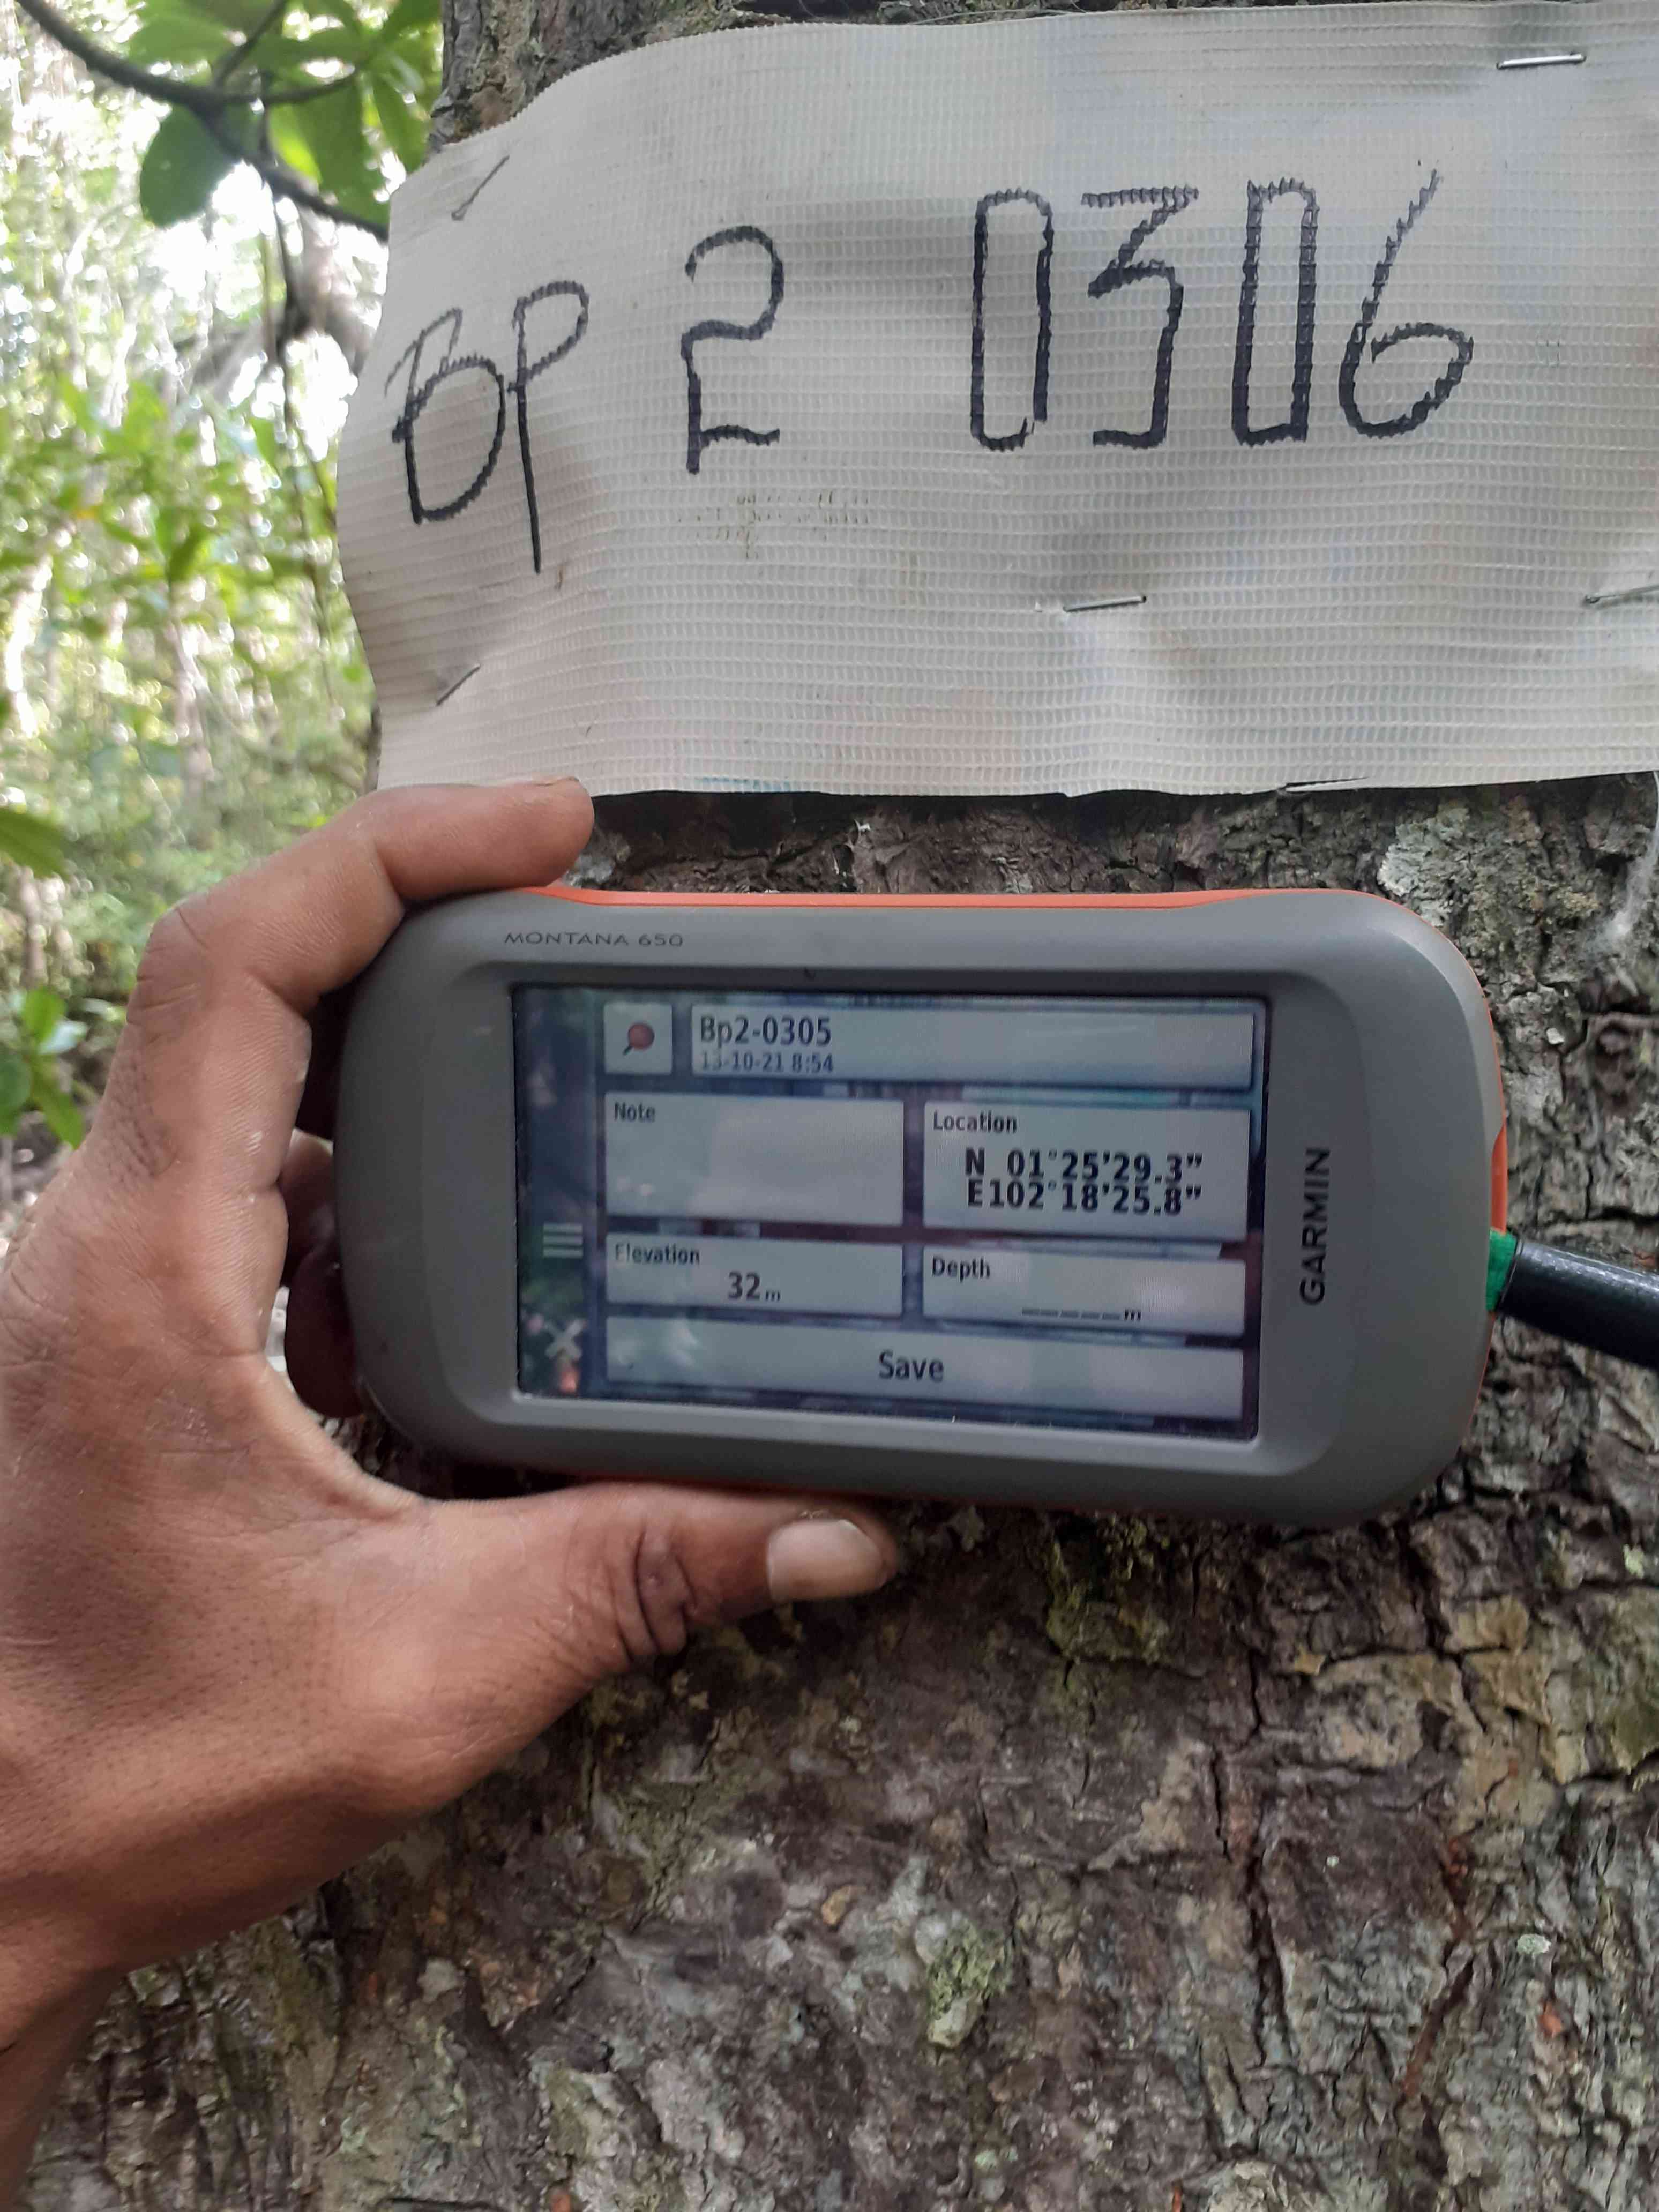 BP 2 0306
MONTANA 650
Bp2-0305
13-10-21 8:54
Note
Location
N 01°25'29.3"
E102°18'25.8"
Elevation
32m
Depth
____m
Save
GARMIN